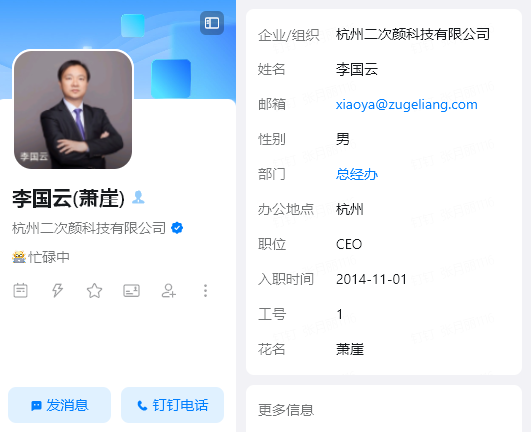 李国云
李国云(萧崖)
杭州二次颜科技有限公司
忙碌中
发消息
钉钉电话
企业/组织 杭州二次颜科技有限公司
姓名 李国云
邮箱 xiaoya@zugeliang.com
性别 男
部门 总经办
办公地点 杭州
职位 CEO
入职时间 2014-11-01
工号 1
花名 萧崖
更多信息